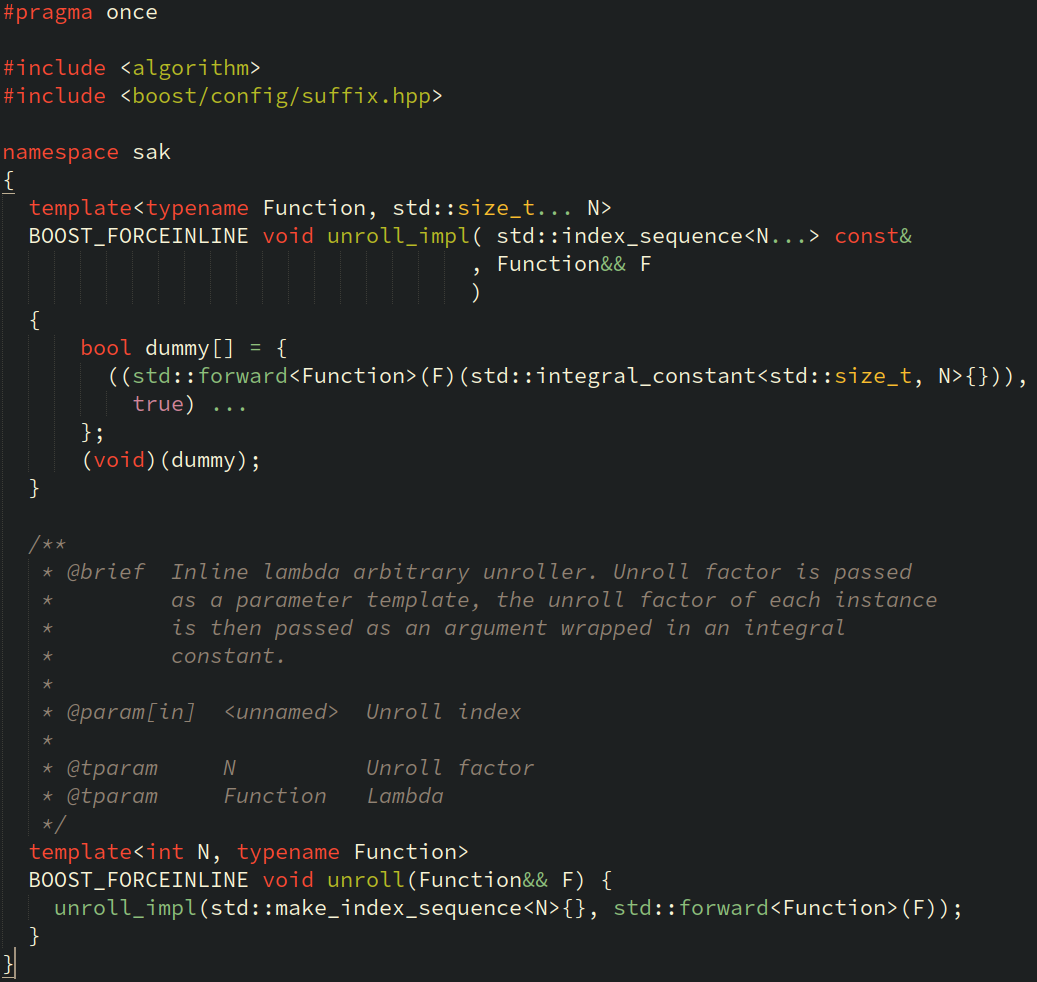 #pragma once
#include <algorithm>
#include <boost/config/suffix.hpp>
namespace sak
{
  template<typename Function, std::size_t... N>
  BOOST_FORCEINLINE void unroll_impl( std::index_sequence<N...> const&
                                    , Function&& F
                                    )
  {
      bool dummy[] = {
        ((std::forward<Function>(F)(std::integral_constant<std::size_t, N>{})),
          true) ...
      };
      (void)(dummy);
  }
  /**
   * @brief  Inline lambda arbitrary unroller. Unroll factor is passed
   *         as a parameter template, the unroll factor of each instance
   *         is then passed as an argument wrapped in an integral
   *         constant.
   *
   * @param[in]  <unnamed>  Unroll index
   *
   * @tparam     N          Unroll factor
   * @tparam     Function   Lambda
   */
  template<int N, typename Function>
  BOOST_FORCEINLINE void unroll(Function&& F) {
    unroll_impl(std::make_index_sequence<N>{}, std::forward<Function>(F));
  }
}